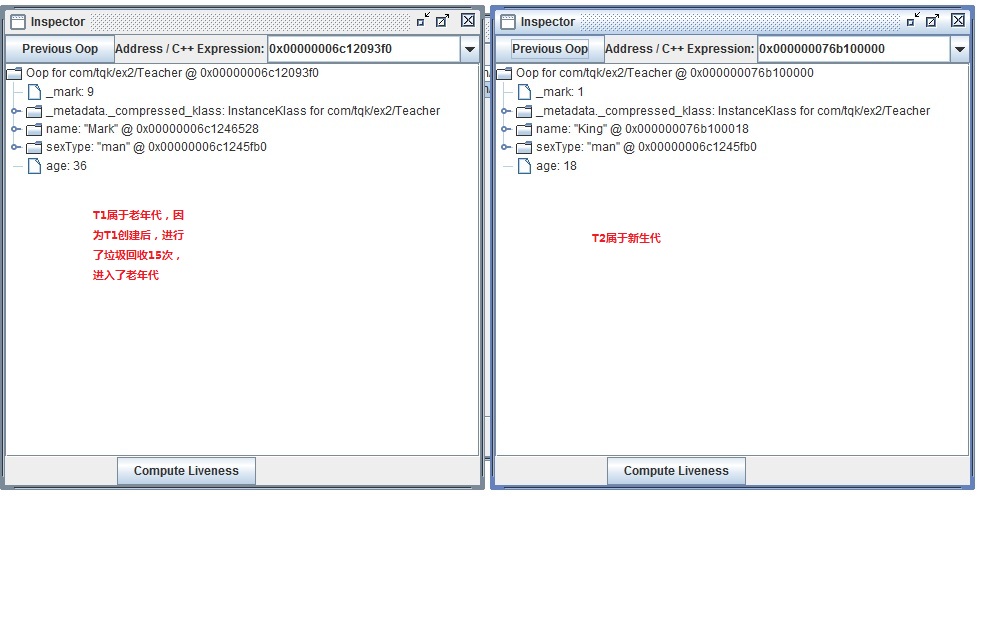 Inspector
Previous Oop Address / C++ Expression: 0x00000006c12093f0
Oop for com/tqk/ex2/Teacher @ 0x00000006c12093f0
_mark: 9
_metadata._compressed_klass: InstanceKlass for com/tqk/ex2/Teacher
name: "Mark" @ 0x00000006c1246528
sexType: "man" @ 0x00000006c1245fb0
age: 36
T1属于老年代，因
为T1创建后，进行
了垃圾回收15次，
进入了老年代
Compute Liveness
Inspector
Previous Oop Address / C++ Expression: 0x000000076b100000
Oop for com/tqk/ex2/Teacher @ 0x000000076b100000
_mark: 1
_metadata._compressed_klass: InstanceKlass for com/tqk/ex2/Teacher
name: "King" @ 0x000000076b100018
sexType: "man" @ 0x00000006c1245fb0
age: 18
T2属于新生代
Compute Liveness